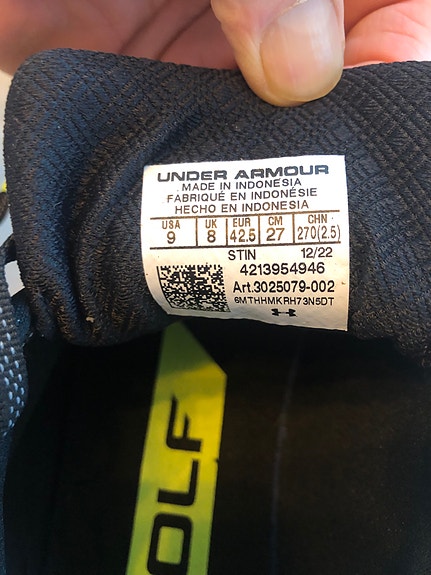 UNDER ARMOUR
MADE IN INDONESIA
FABRIQUÉ EN INDONÉSIE
HECHO EN INDONESIA
USA UK EUR CM CHN
9 8 42.5 27 270(2.5)
STIN 12/22
4213954946
Art.3025079-002
6MTHHMKRH73N5DT
OLF